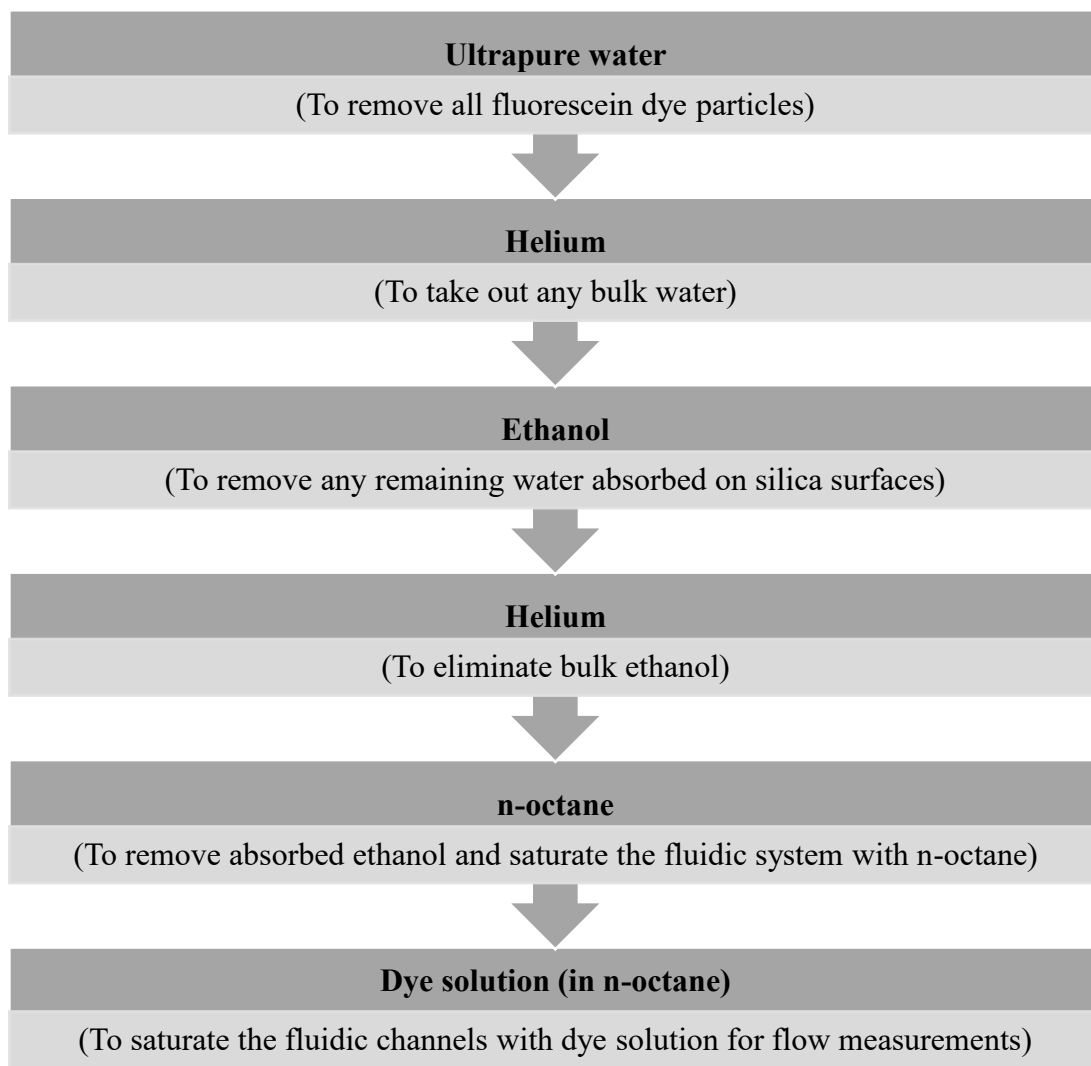 Ultrapure water
(To remove all fluorescein dye particles)
Helium
(To take out any bulk water)
Ethanol
(To remove any remaining water absorbed on silica surfaces)
Helium
(To eliminate bulk ethanol)
n-octane
(To remove absorbed ethanol and saturate the fluidic system with n-octane)
Dye solution (in n-octane)
(To saturate the fluidic channels with dye solution for flow measurements)